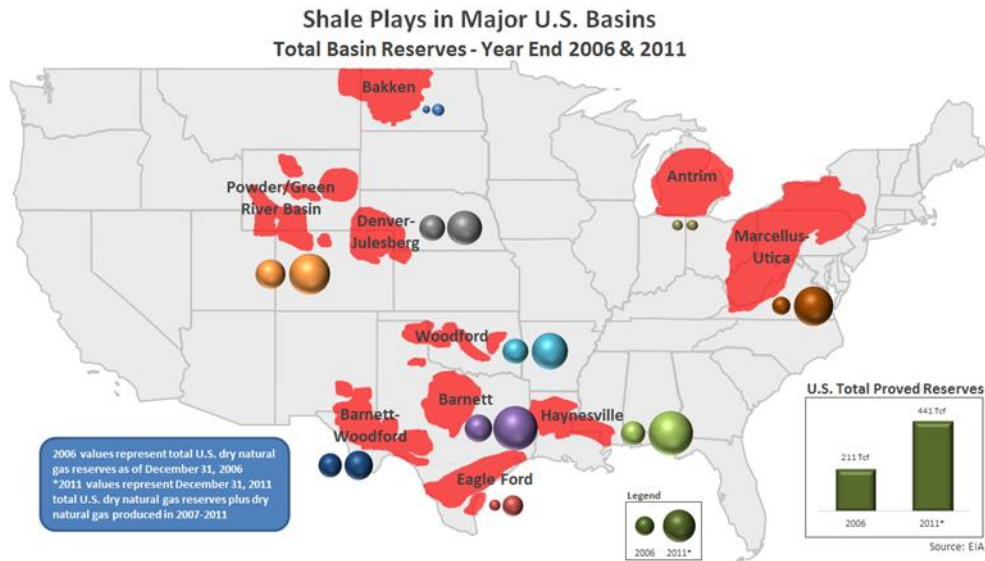 Shale Plays in Major U.S. Basins
Total Basin Reserves - Year End 2006 & 2011
Bakken
Powder/Green
River Basin
Denver-
Julesberg
Antrim
Marcellus-
Utica
Woodford
Barnett
Barnett-
Woodford
Haynesville
Eagle Ford
2006 values represent total U.S. dry natural
gas reserves as of December 31, 2006
*2011 values represent December 31, 2011
total U.S. dry natural gas reserves plus dry
natural gas produced in 2007-2011
Legend
2006 2011*
U.S. Total Proved Reserves
441 Tcf
211 Tcf
2006 2011*
Source: EIA